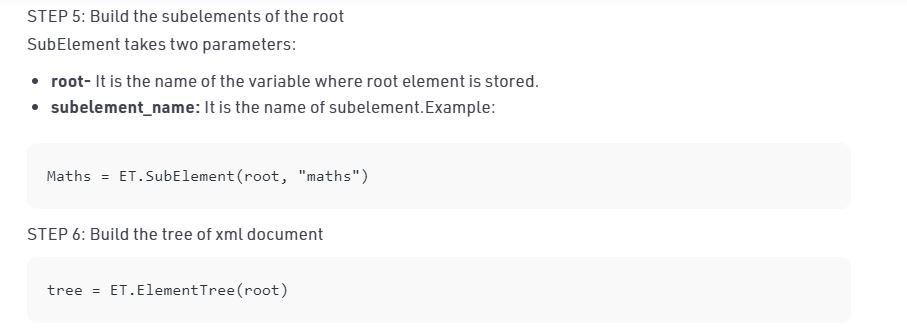 STEP 5: Build the subelements of the root
SubElement takes two parameters:
• root- It is the name of the variable where root element is stored.
• subelement_name: It is the name of subelement.Example:
Maths = ET.SubElement(root, "maths")
STEP 6: Build the tree of xml document
tree = ET.ElementTree(root)